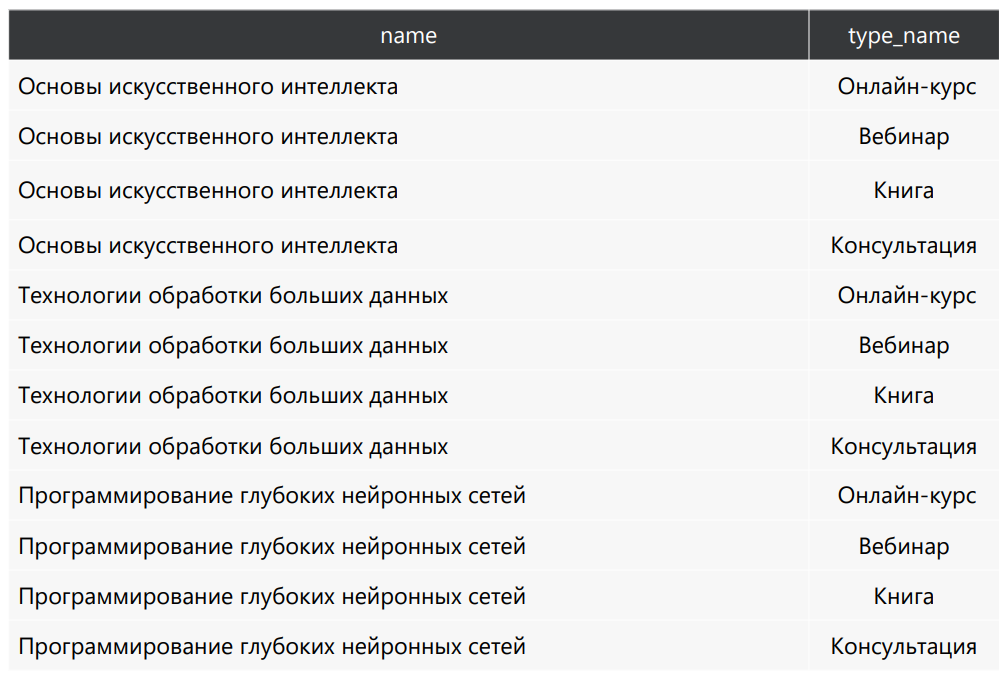 name type_name
Основы искусственного интеллекта Онлайн-курс
Основы искусственного интеллекта Вебинар
Основы искусственного интеллекта Книга
Основы искусственного интеллекта Консультация
Технологии обработки больших данных Онлайн-курс
Технологии обработки больших данных Вебинар
Технологии обработки больших данных Книга
Технологии обработки больших данных Консультация
Программирование глубоких нейронных сетей Онлайн-курс
Программирование глубоких нейронных сетей Вебинар
Программирование глубоких нейронных сетей Книга
Программирование глубоких нейронных сетей Консультация